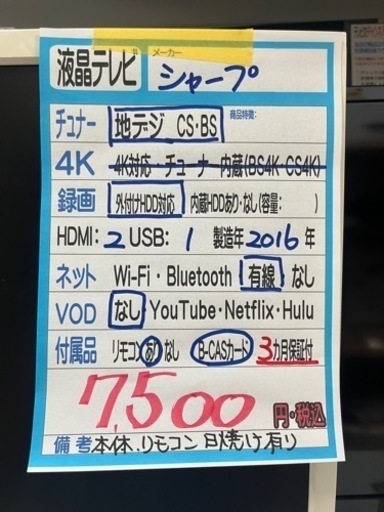 液晶テレビ メーカー シャープ
チュナー 地デジ CS・BS 商品特徴:
4K 4K対応・チューナー内蔵(BS4K・CS4K)
録画 外付けHDD対応 内蔵HDDあり・なし(容量: )
HDMI:2 USB:1 製造年2016年
ネット Wi-Fi・Bluetooth 有線 なし
VOD なし・YouTube・Netflix・Hulu
付属品 リモコン あり なし B-CASカード 3カ月保証付
7,500 円・税込
備考 本体、リモコン 日焼け有り